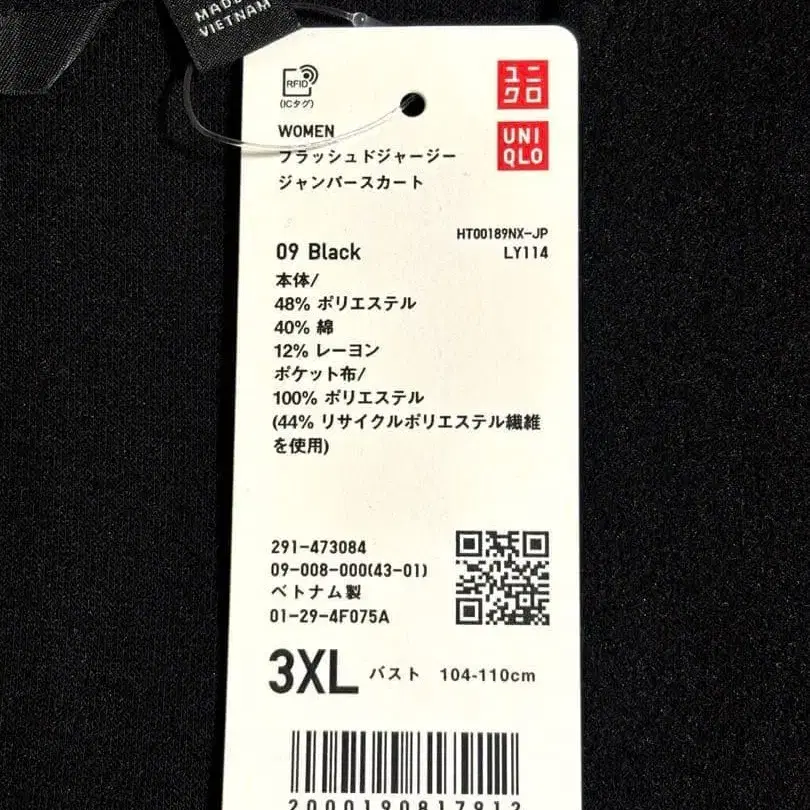 MADE
VIETNAM
RFID
(ICタグ)
ユニ
クロ
UNI
QLO
WOMEN
ブラッシュドジャージー
ジャンパースカート
HT00189NX-JP
09 Black
LY114
本体/
48% ポリエステル
40% 綿
12% レーヨン
ポケット布/
100% ポリエステル
(44% リサイクルポリエステル繊維
を使用)
291-473084
09-008-000(43-01)
ベトナム製
01-29-4F075A
3XL バスト 104-110cm
2000190817912